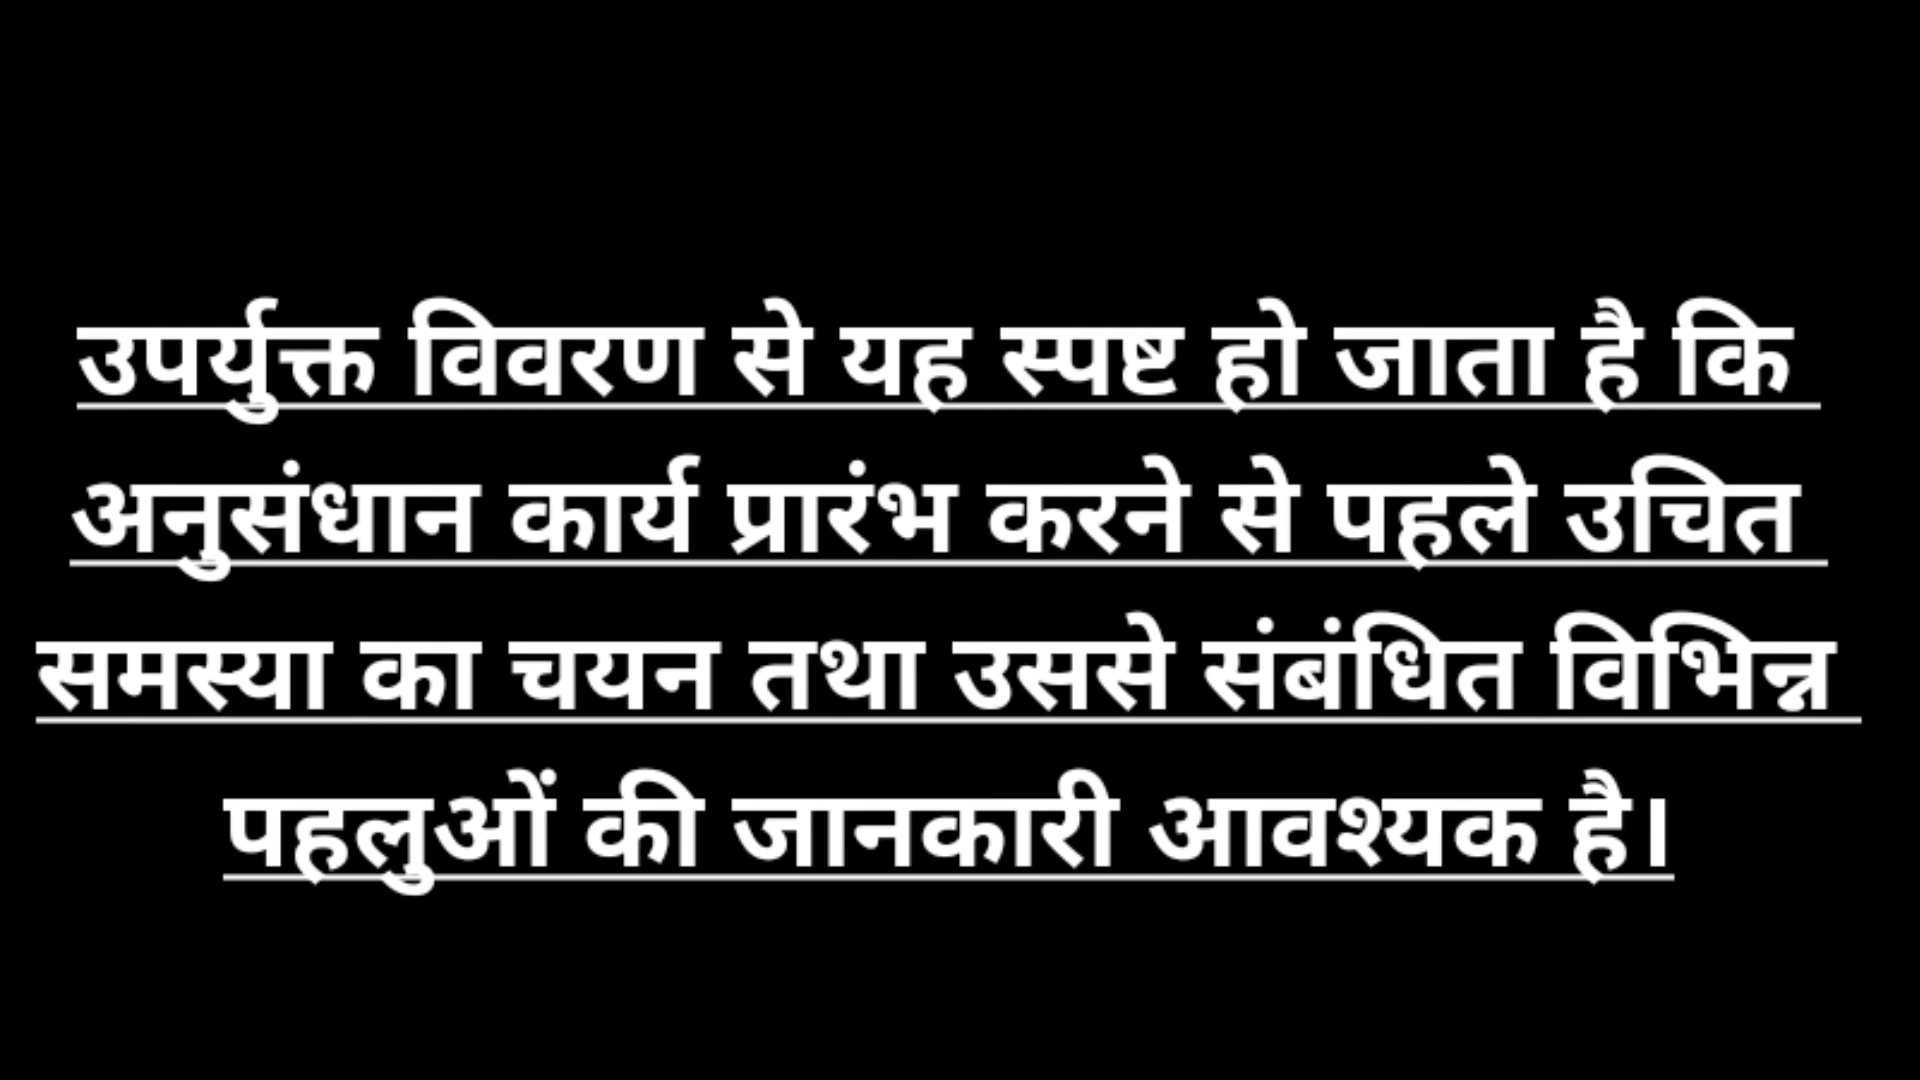 उपर्युक्त विवरण से यह स्पष्ट हो जाता है कि
अनुसंधान कार्य प्रारंभ करने से पहले उचित
समस्या का चयन तथा उससे संबंधित विभिन्न
पहलुओं की जानकारी आवश्यक है।